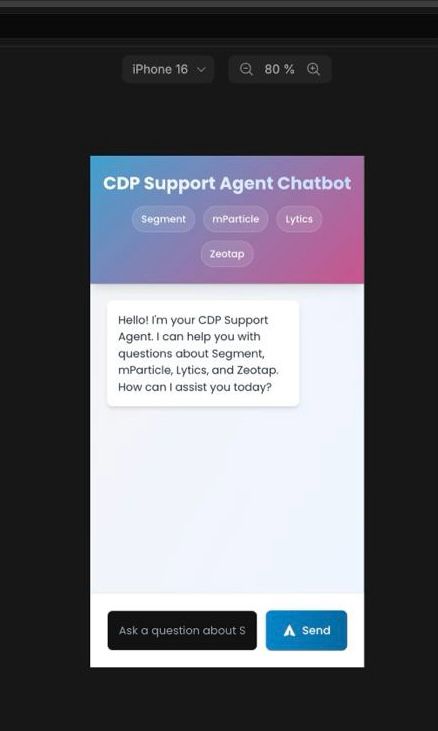 iPhone 16
80 %
CDP Support Agent Chatbot
Segment
mParticle
Lytics
Zeotap
Hello! I'm your CDP Support
Agent. I can help you with
questions about Segment,
mParticle, Lytics, and Zeotap.
How can I assist you today?
Ask a question about S
Send